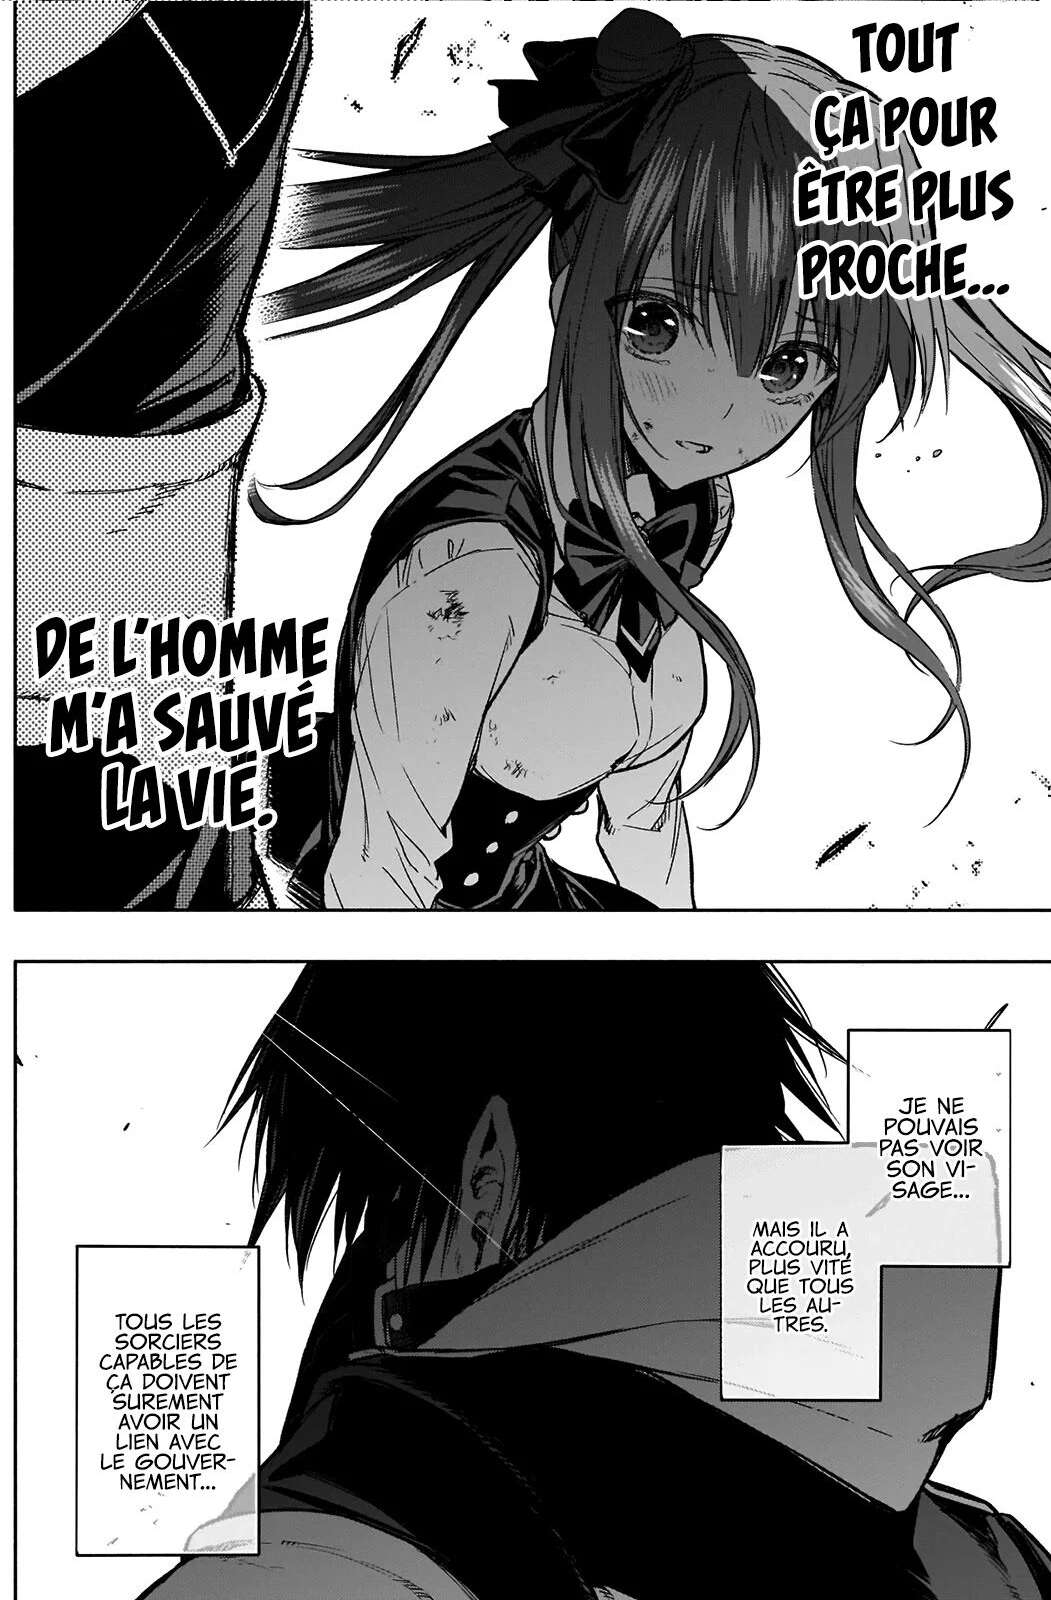 TOUT
ÇA POUR
ÊTRE PLUS
PROCHE...
DE L'HOMME
M'A SAUVÉ
LA VIE.
JE NE
POUVAIS
PAS VOIR
SON VI-
SAGE...
MAIS IL A
ACCOURU,
PLUS VITE
QUE TOUS
LES AU-
TRES.
TOUS LES
SORCIERS
CAPABLES DE
ÇA DOIVENT
SUREMENT
AVOIR UN
LIEN AVEC
LE GOUVER-
NEMENT...